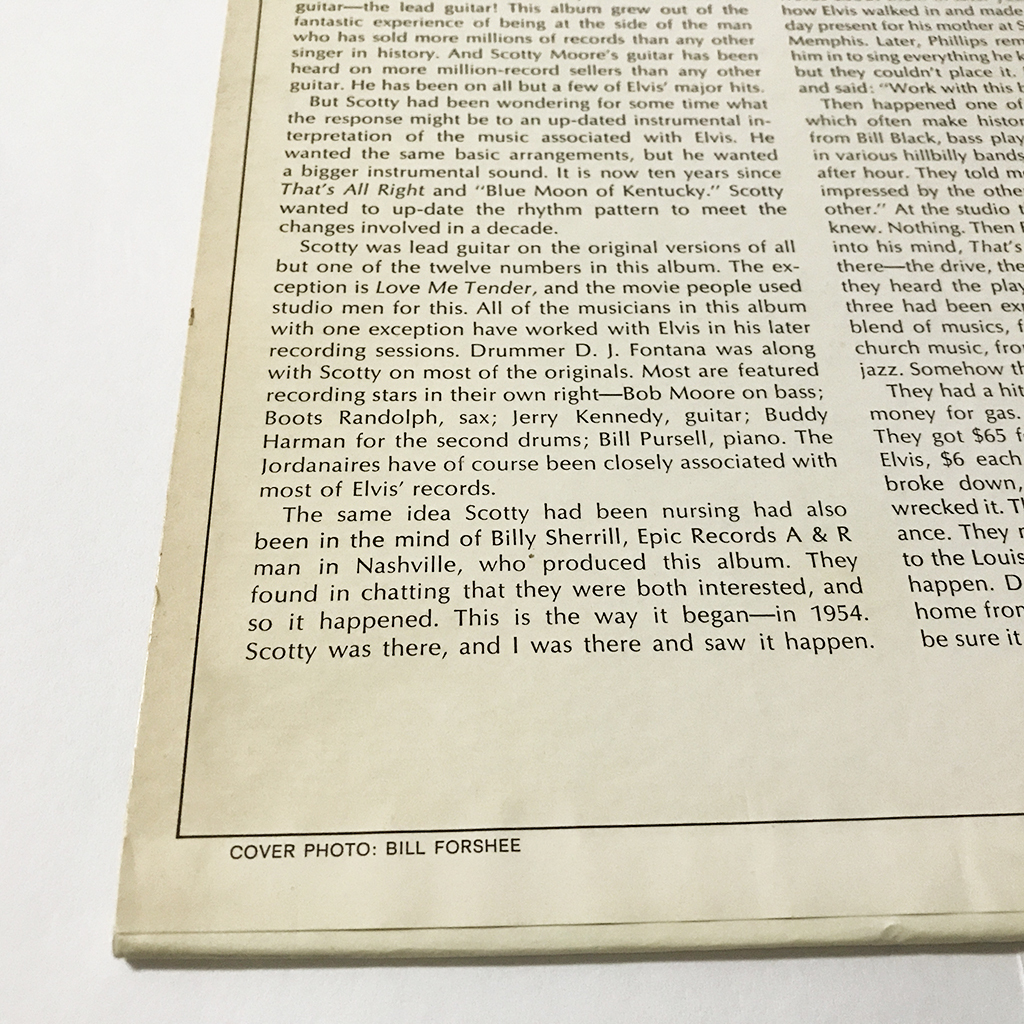 guitar—the lead guitar! This album grew out of the
fantastic experience of being at the side of the man
who has sold more millions of records than any other
singer in history. And Scotty Moore's guitar has been
heard on more million-record sellers than any other
guitar. He has been on all but a few of Elvis' major hits.
But Scotty had been wondering for some time what
the response might be to an up-dated instrumental in-
terpretation of the music associated with Elvis. He
wanted the same basic arrangements, but he wanted
a bigger instrumental sound. It is now ten years since
That's All Right and "Blue Moon of Kentucky." Scotty
wanted to up-date the rhythm pattern to meet the
changes involved in a decade.
Scotty was lead guitar on the original versions of all
but one of the twelve numbers in this album. The ex-
ception is Love Me Tender, and the movie people used
studio men for this. All of the musicians in this album
with one exception have worked with Elvis in his later
recording sessions. Drummer D. J. Fontana was along
with Scotty on most of the originals. Most are featured
recording stars in their own right—Bob Moore on bass;
Boots Randolph, sax; Jerry Kennedy, guitar; Buddy
Harman for the second drums; Bill Pursell, piano. The
Jordanaires have of course been closely associated with
most of Elvis' records.
The same idea Scotty had been nursing had also
been in the mind of Billy Sherrill, Epic Records A & R
man in Nashville, who produced this album. They
found in chatting that they were both interested, and
so it happened. This is the way it began—in 1954.
Scotty was there, and I was there and saw it happen.
how Elvis walked in and made
day present for his mother at S
Memphis. Later, Phillips rem
him in to sing everything he k
but they couldn't place it.
and said: "Work with this b
Then happened one of
which often make histor
from Bill Black, bass play
in various hillbilly bands
after hour. They told m
impressed by the othe
other." At the studio t
knew. Nothing. Then
into his mind, That's
there—the drive, the
they heard the play
three had been ex
blend of musics, f
church music, fro
jazz. Somehow th
They had a hit
money for gas.
They got $65 f
Elvis, $6 each
broke down,
wrecked it. T
ance. They
to the Louis
happen. D
home from
be sure it
COVER PHOTO: BILL FORSHEE